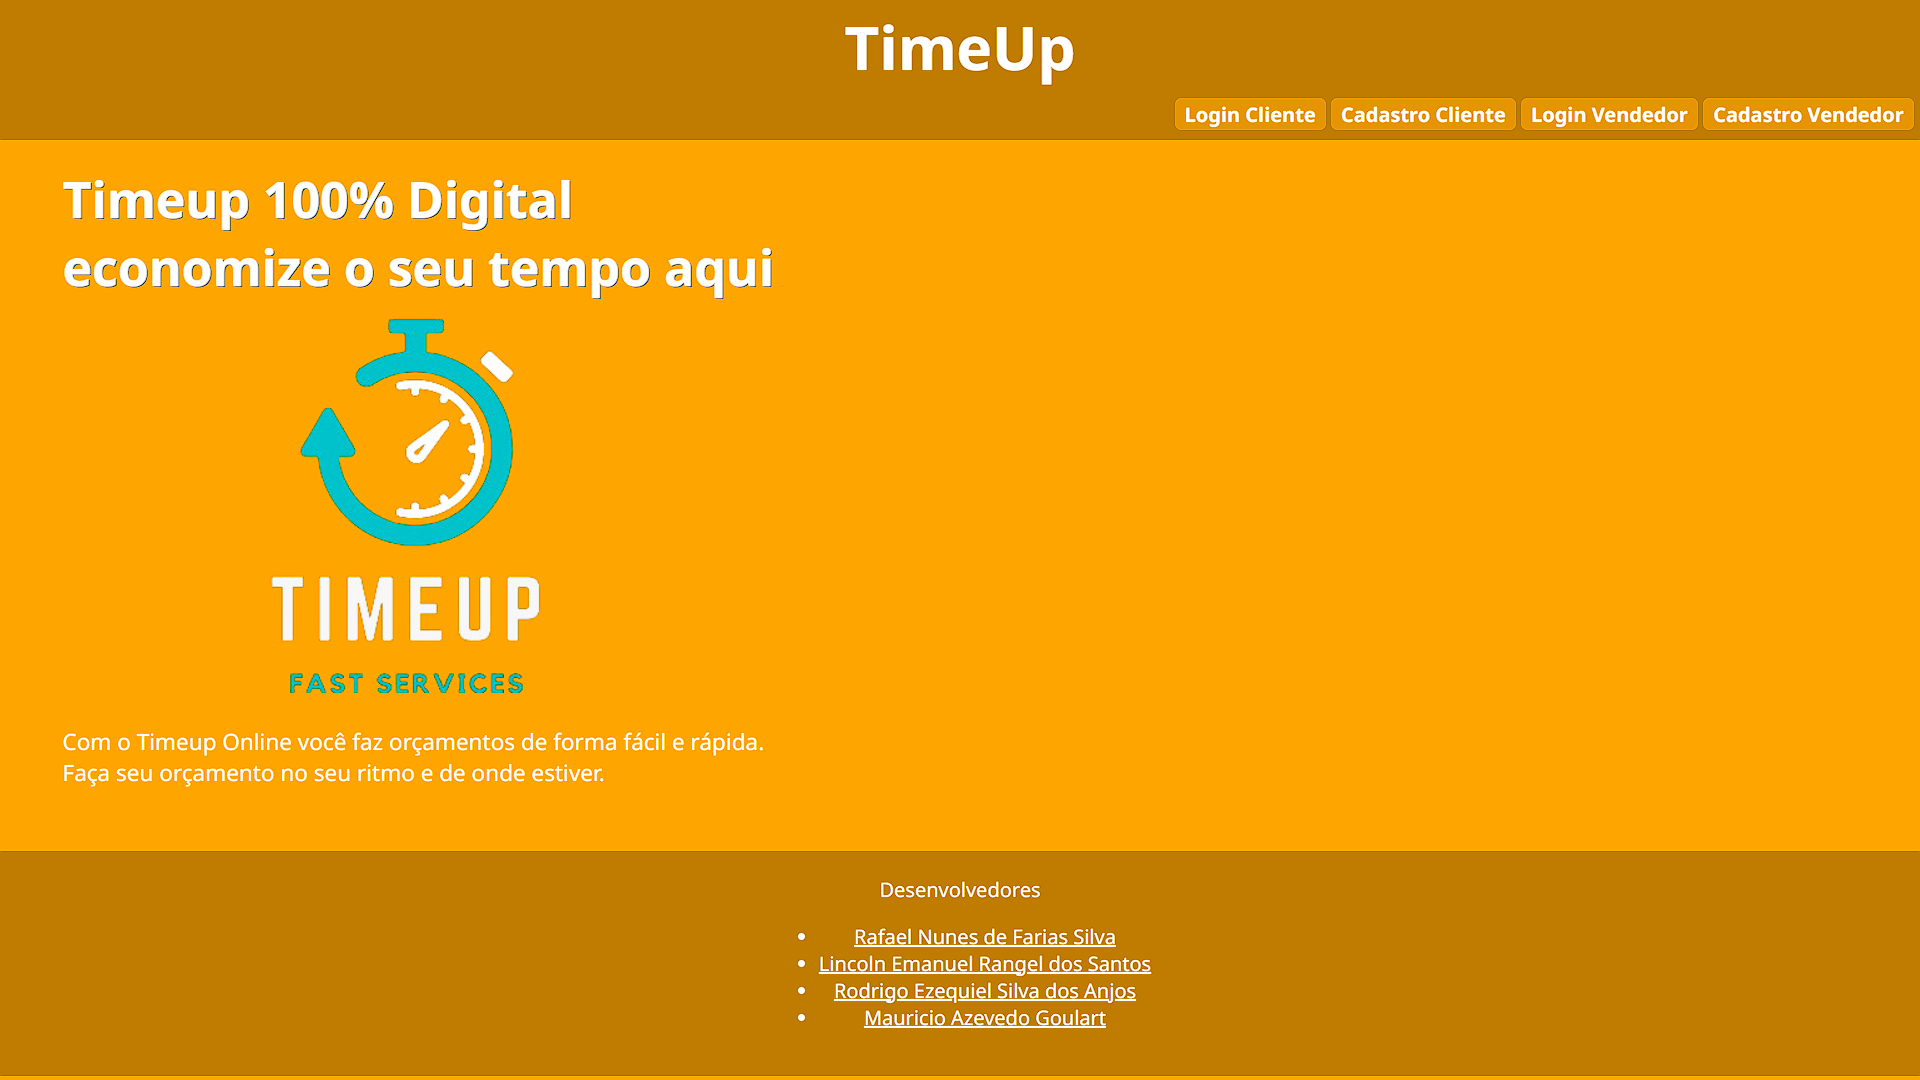 TimeUp
Login Cliente Cadastro Cliente Login Vendedor Cadastro Vendedor
Timeup 100% Digital
economize o seu tempo aqui
TIMEUP
FAST SERVICES
Com o Timeup Online você faz orçamentos de forma fácil e rápida.
Faça seu orçamento no seu ritmo e de onde estiver.
Desenvolvedores
Rafael Nunes de Farias Silva
Lincoln Emanuel Rangel dos Santos
Rodrigo Ezequiel Silva dos Anjos
Mauricio Azevedo Goulart